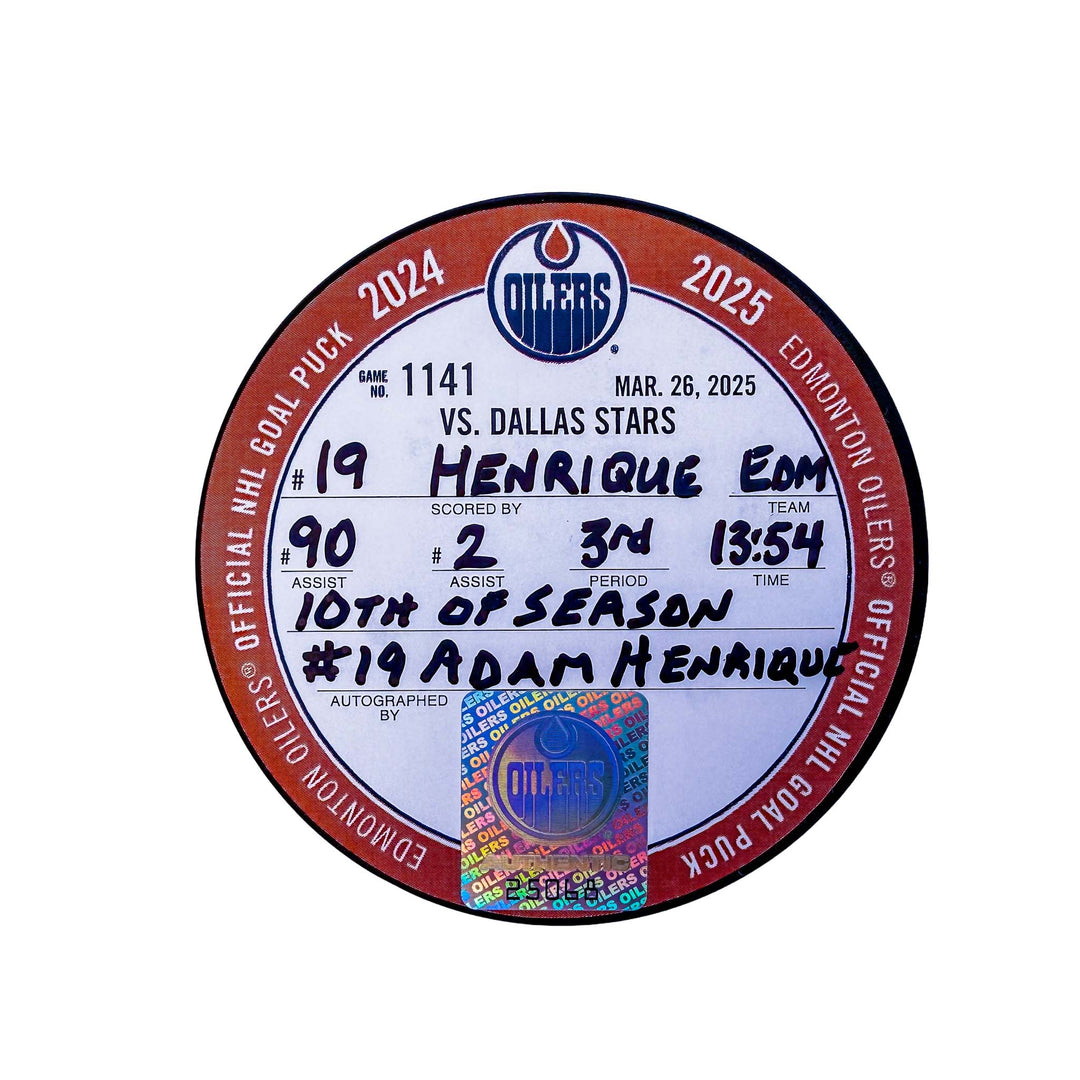 2024
2025
OILERS®
EDMONTON OILERS® OFFICIAL NHL GOAL PUCK
EDMONTON OILERS® OFFICIAL NHL GOAL PUCK
GAME NO. 1141 MAR. 26, 2025
VS. DALLAS STARS
# 19 HENRIQUE EDM
SCORED BY TEAM
# 90 # 2 3rd 13:54
ASSIST ASSIST PERIOD TIME
10TH OF SEASON
#19 ADAM HENRIQUE
AUTOGRAPHED
BY
OILERS
AUTHENTIC